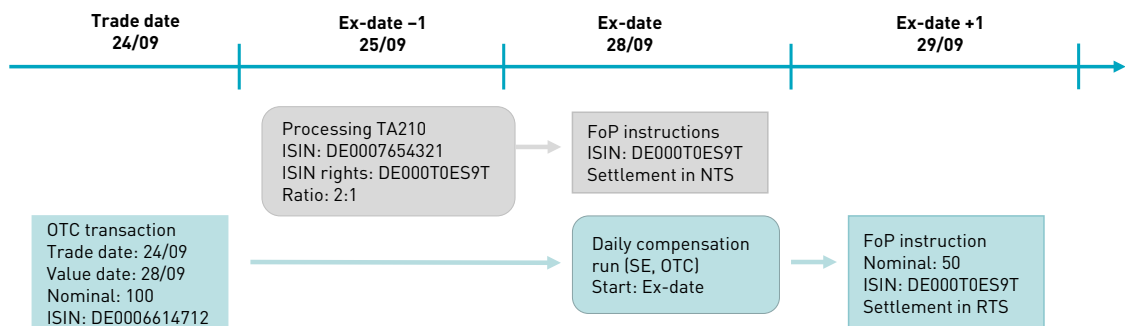 Trade date
24/09
Ex-date –1
25/09
Ex-date
28/09
Ex-date +1
29/09
Processing TA210
ISIN: DE0007654321
ISIN rights: DE000T0ES9T
Ratio: 2:1
FoP instructions
ISIN: DE000T0ES9T
Settlement in NTS
OTC transaction
Trade date: 24/09
Value date: 28/09
Nominal: 100
ISIN: DE0006614712
Daily compensation
run (SE, OTC)
Start: Ex-date
FoP instruction
Nominal: 50
ISIN: DE000T0ES9T
Settlement in RTS